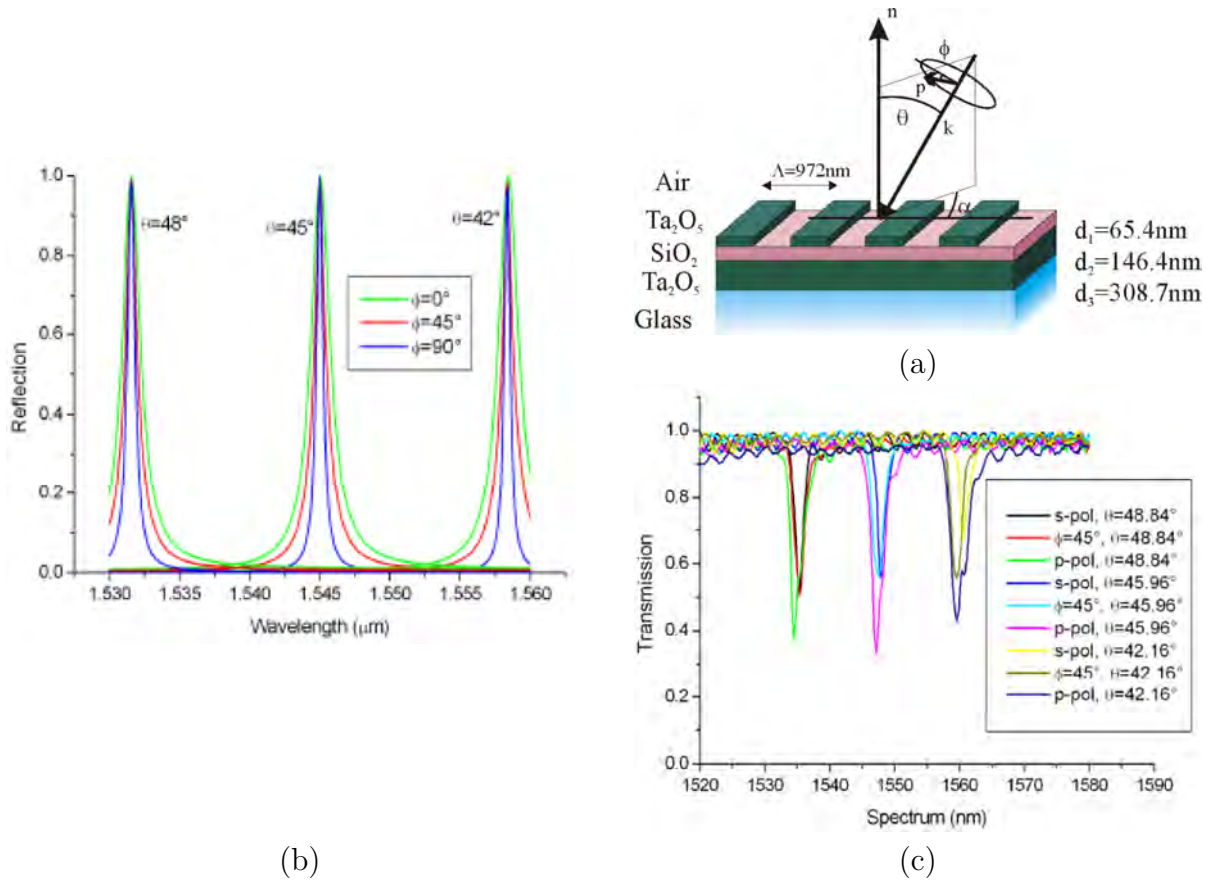 1.0
0.8
0.6
0.4
0.2
0.0
Reflection
θ=48°
θ=45°
θ=42°
ϕ=0°
ϕ=45°
ϕ=90°
1.530
1.535
1.540
1.545
1.550
1.555
1.560
Wavelength (μm)
(b)
n
ϕ
p
θ
k
Λ=972nm
α
Air
Ta₂O₅
SiO₂
Ta₂O₅
Glass
d₁=65.4nm
d₂=146.4nm
d₃=308.7nm
(a)
1.0
0.8
0.6
0.4
0.2
0.0
Transmission
s-pol, θ=48.84°
ϕ=45°, θ=48.84°
p-pol, θ=48.84°
s-pol, θ=45.96°
ϕ=45°, θ=45.96°
p-pol, θ=45.96°
s-pol, θ=42.16°
ϕ=45°, θ=42.16°
p-pol, θ=42.16°
1520
1530
1540
1550
1560
1570
1580
1590
Spectrum (nm)
(c)